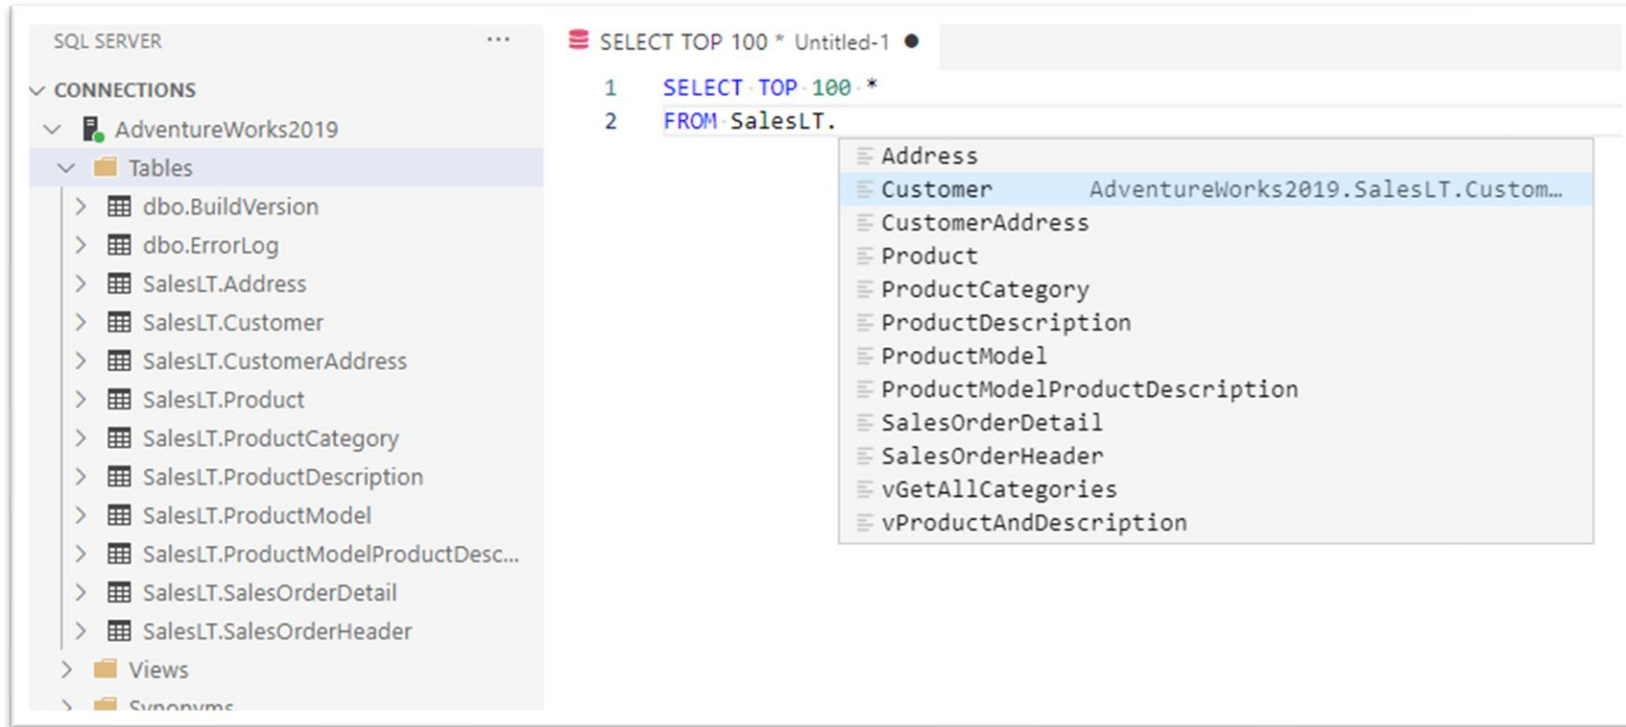 SQL SERVER ...
CONNECTIONS
AdventureWorks2019
Tables
dbo.BuildVersion
dbo.ErrorLog
SalesLT.Address
SalesLT.Customer
SalesLT.CustomerAddress
SalesLT.Product
SalesLT.ProductCategory
SalesLT.ProductDescription
SalesLT.ProductModel
SalesLT.ProductModelProductDesc...
SalesLT.SalesOrderDetail
SalesLT.SalesOrderHeader
Views
Synonyms
SELECT TOP 100 * Untitled-1
1 SELECT TOP 100 *
2 FROM SalesLT.
Address
Customer AdventureWorks2019.SalesLT.Custom…
CustomerAddress
Product
ProductCategory
ProductDescription
ProductModel
ProductModelProductDescription
SalesOrderDetail
SalesOrderHeader
vGetAllCategories
vProductAndDescription